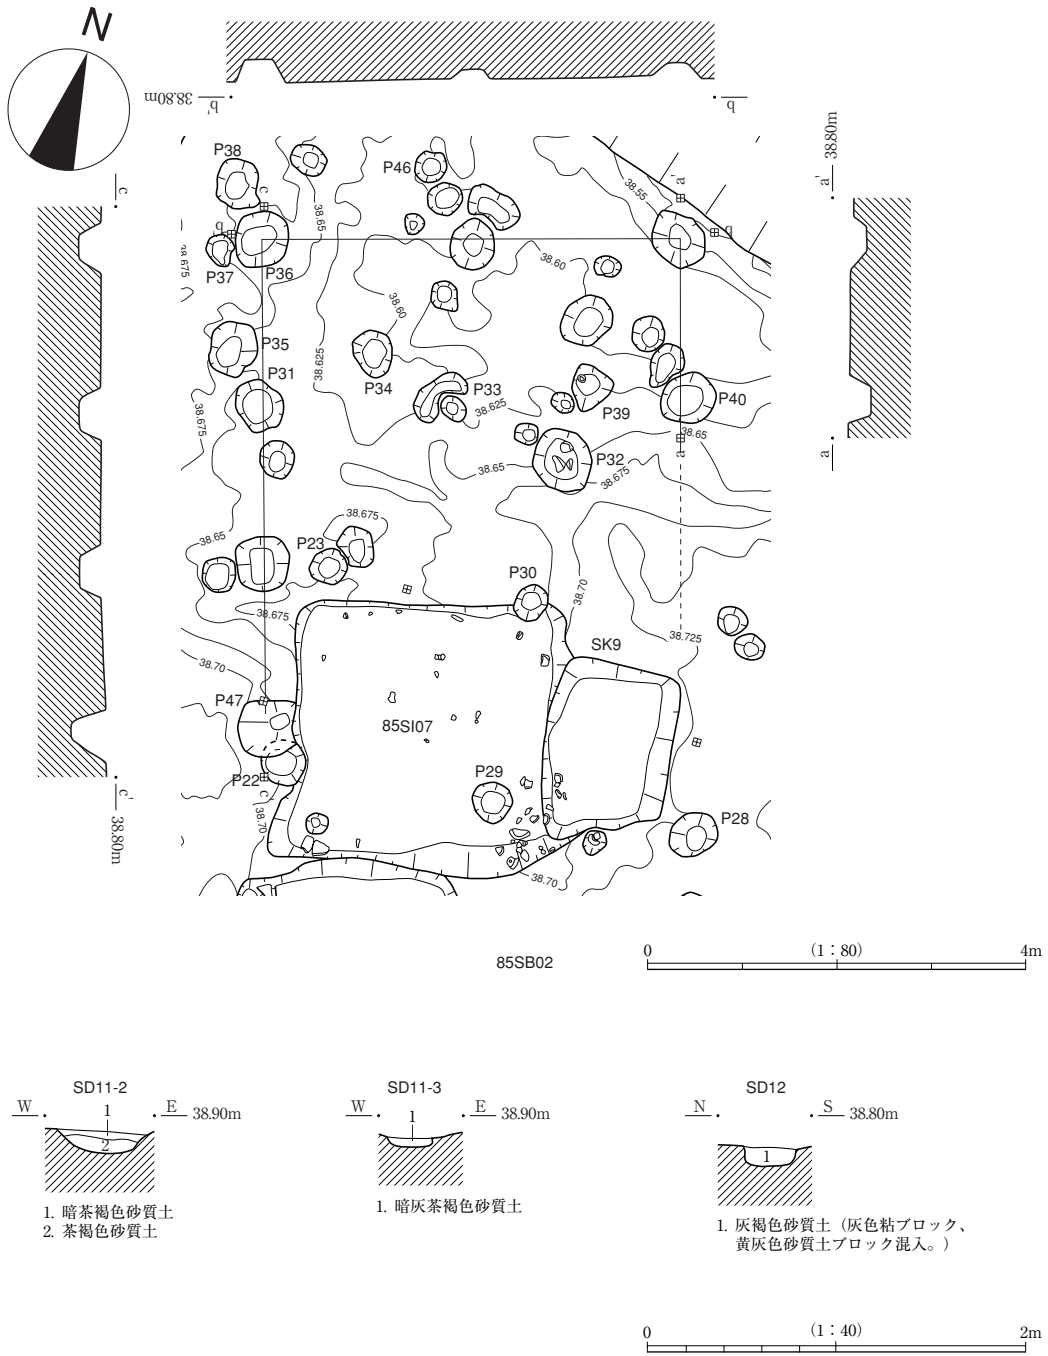 N
38.80m
b'
b
c
a'
38.80m
P38
P46
c
38.55
a'
b'
38.65
b
38.675
P37
P36
38.60
38.60
P35
38.625
P31
P34
P33
38.625
P39
P40
38.675
38.65
a
a
38.65
P32
38.675
38.65
38.675
P23
P30
38.70
38.675
38.725
SK9
38.70
P47
85SI07
P29
P22
c'
c'
38.80m
38.70
P28
38.70
85SB02
0
(1：80)
4m
SD11-2
W
E
38.90m
1
2
1. 暗茶褐色砂質土
2. 茶褐色砂質土
SD11-3
W
E
38.90m
1
1. 暗灰茶褐色砂質土
SD12
N
S
38.80m
1
1. 灰褐色砂質土（灰色粘ブロック、
黄灰色砂質土ブロック混入。）
0
(1：40)
2m